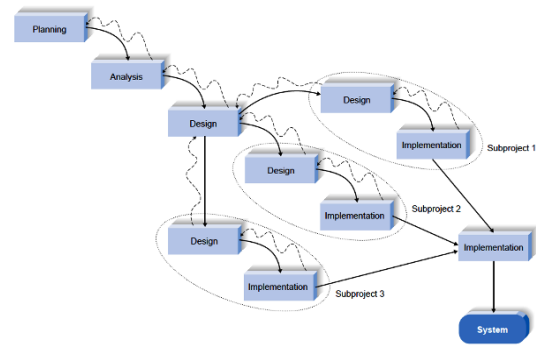 Planning
Analysis
Design
Design
Implementation
Subproject 1
Design
Implementation
Subproject 2
Design
Implementation
Subproject 3
Implementation
System